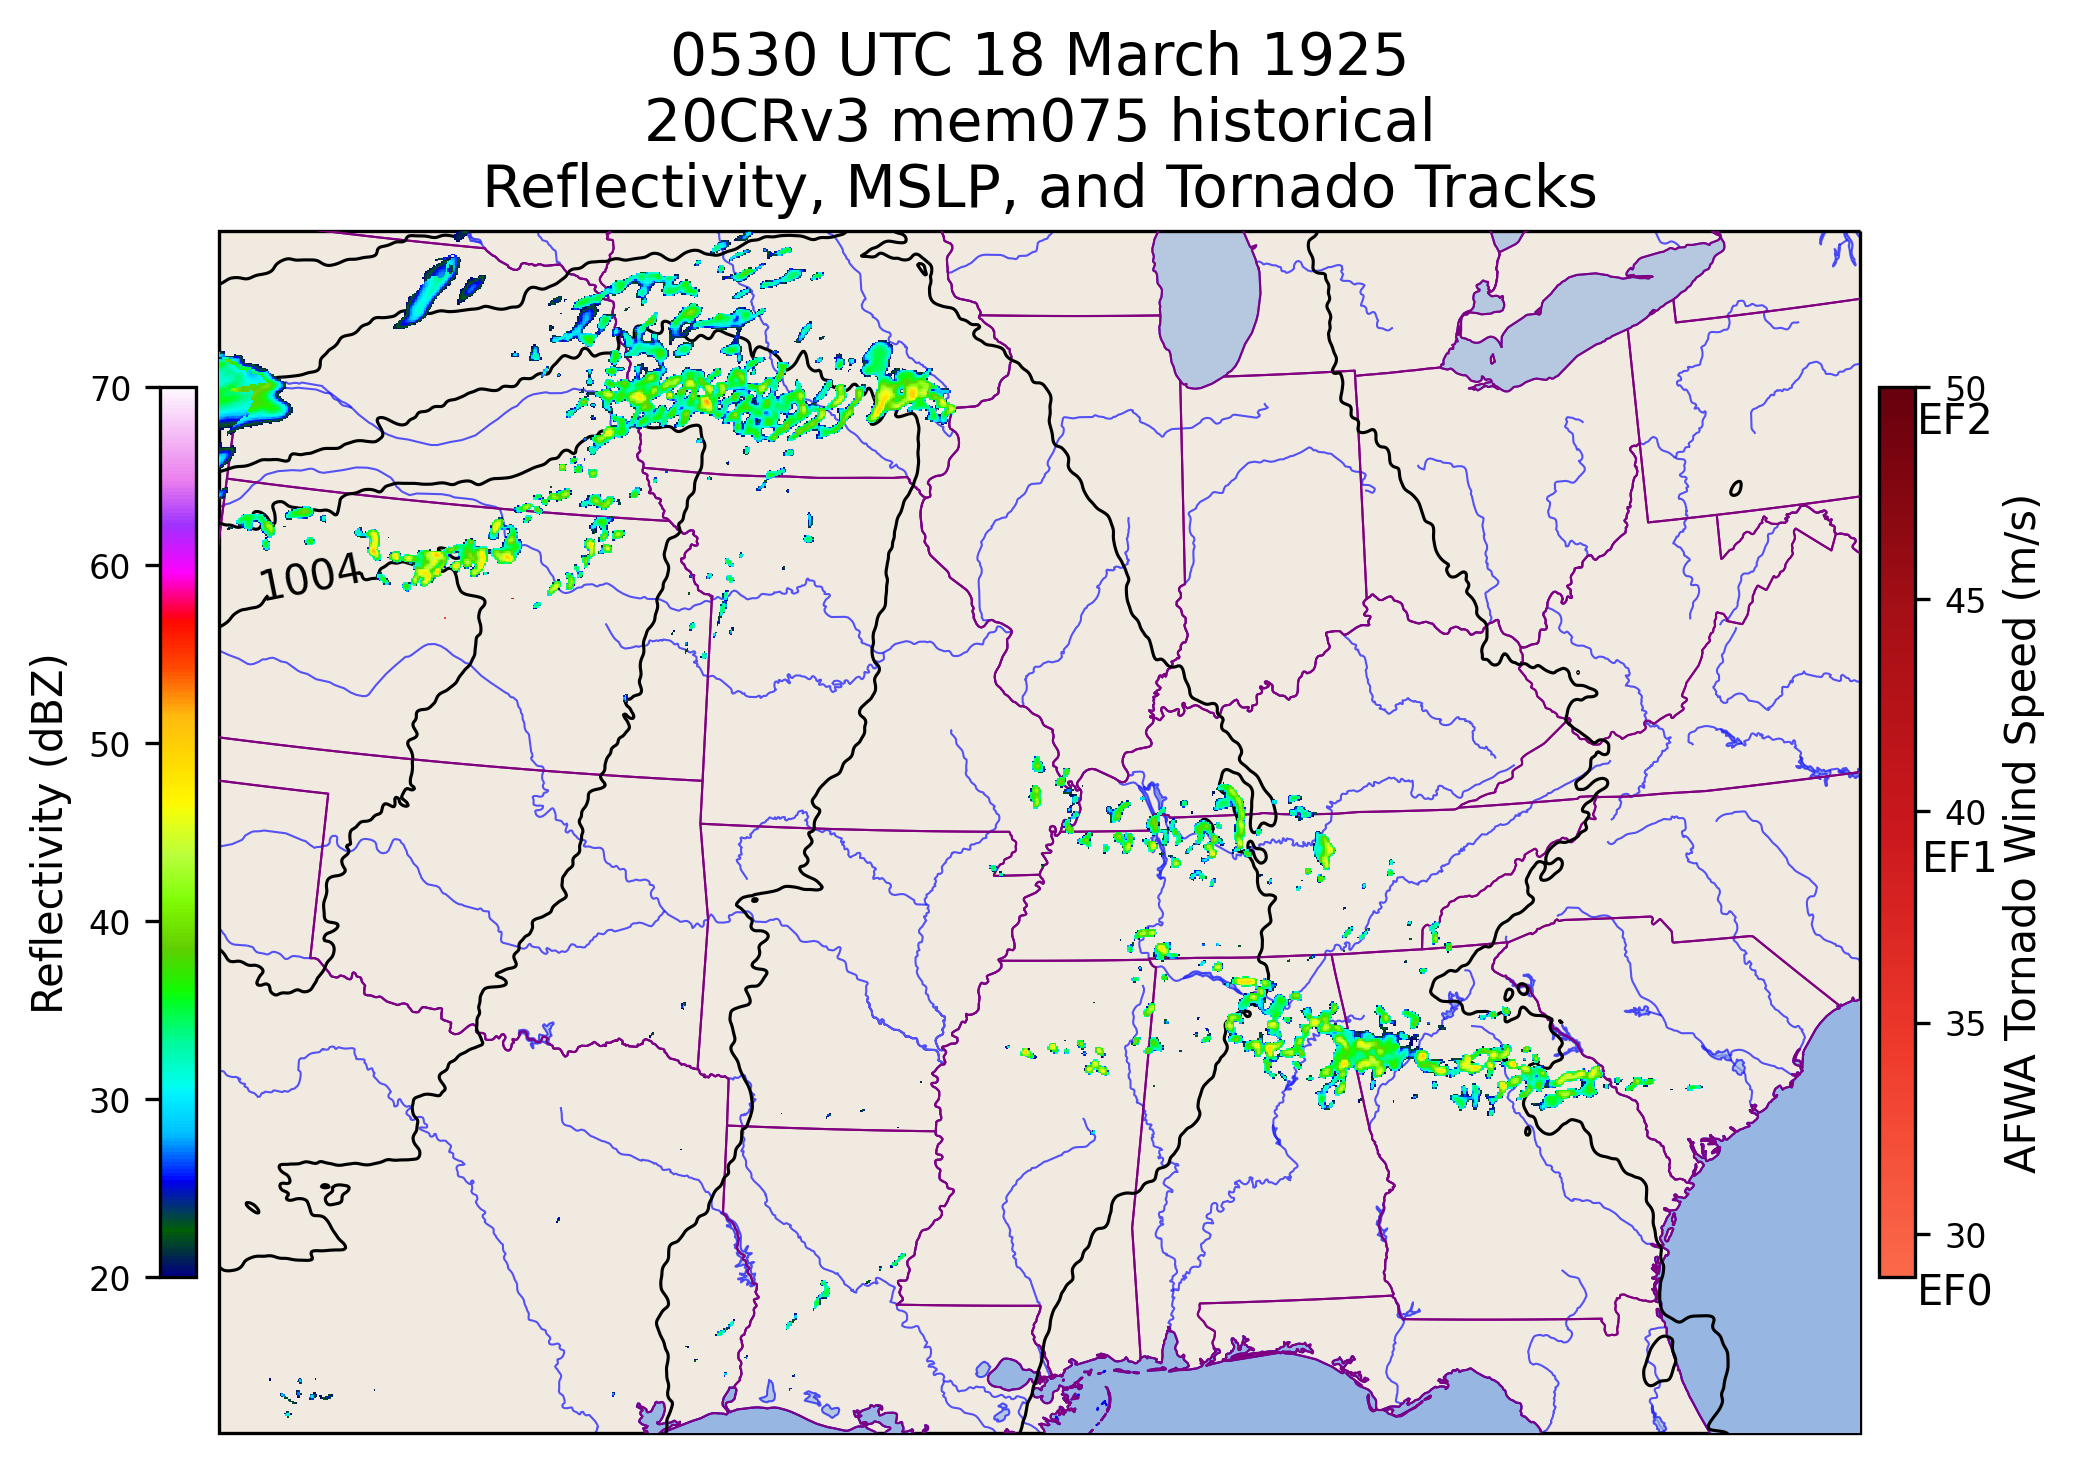 0530 UTC 18 March 1925
20CRv3 mem075 historical
Reflectivity, MSLP, and Tornado Tracks
Reflectivity (dBZ)
70
60
50
40
30
20
1004
50
EF2
45
40
EF1
35
30
EF0
AFWA Tornado Wind Speed (m/s)